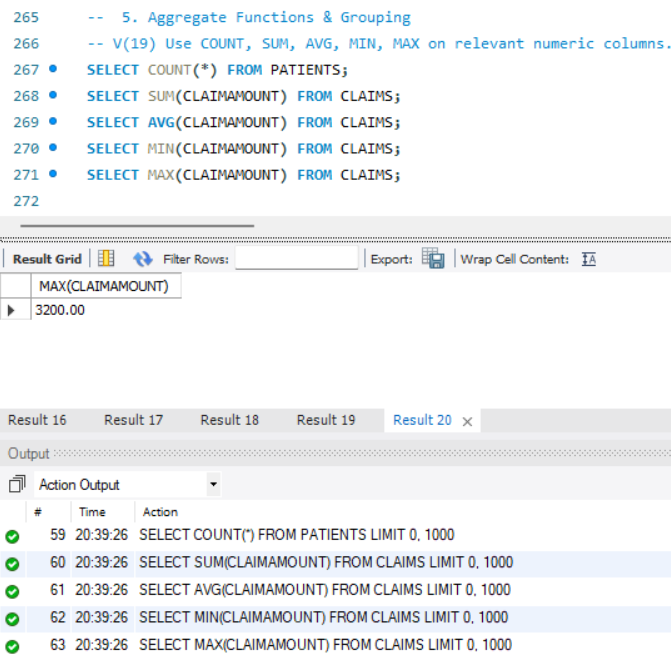 265 -- 5. Aggregate Functions & Grouping
266 -- V(19) Use COUNT, SUM, AVG, MIN, MAX on relevant numeric columns.
267 SELECT COUNT(*) FROM PATIENTS;
268 SELECT SUM(CLAIMAMOUNT) FROM CLAIMS;
269 SELECT AVG(CLAIMAMOUNT) FROM CLAIMS;
270 SELECT MIN(CLAIMAMOUNT) FROM CLAIMS;
271 SELECT MAX(CLAIMAMOUNT) FROM CLAIMS;
272
Result Grid Filter Rows: Export: Wrap Cell Content: IA
MAX(CLAIMAMOUNT)
3200.00
Result 16 Result 17 Result 18 Result 19 Result 20 ×
Output
Action Output
# Time Action
59 20:39:26 SELECT COUNT(*) FROM PATIENTS LIMIT 0, 1000
60 20:39:26 SELECT SUM(CLAIMAMOUNT) FROM CLAIMS LIMIT 0, 1000
61 20:39:26 SELECT AVG(CLAIMAMOUNT) FROM CLAIMS LIMIT 0, 1000
62 20:39:26 SELECT MIN(CLAIMAMOUNT) FROM CLAIMS LIMIT 0, 1000
63 20:39:26 SELECT MAX(CLAIMAMOUNT) FROM CLAIMS LIMIT 0, 1000